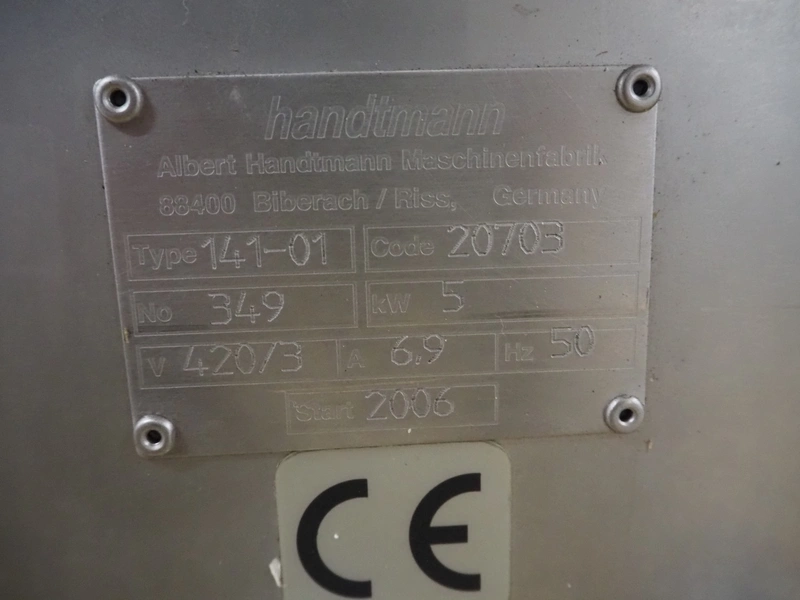 handtmann
Albert Handtmann Maschinenfabrik
88400 Biberach / Riss, Germany
Type 141-01 Code 20703
No 349 kW 5
V 420/3 A 6,9 Hz 50
Start 2006
CE